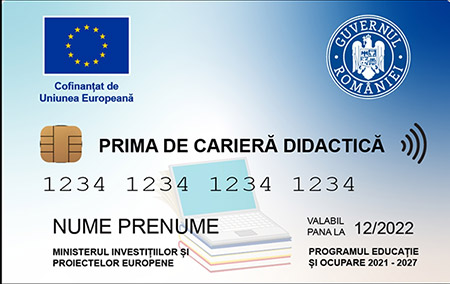 Cofinanțat de
Uniunea Europeană
GUVERNUL ROMÂNIEI
PRIMA DE CARIERĂ DIDACTICĂ
1234 1234 1234 1234
NUME PRENUME
VALABIL
PANA LA 12/2022
MINISTERUL INVESTIȚIILOR ȘI
PROIECTELOR EUROPENE
PROGRAMUL EDUCAȚIE
ȘI OCUPARE 2021 - 2027